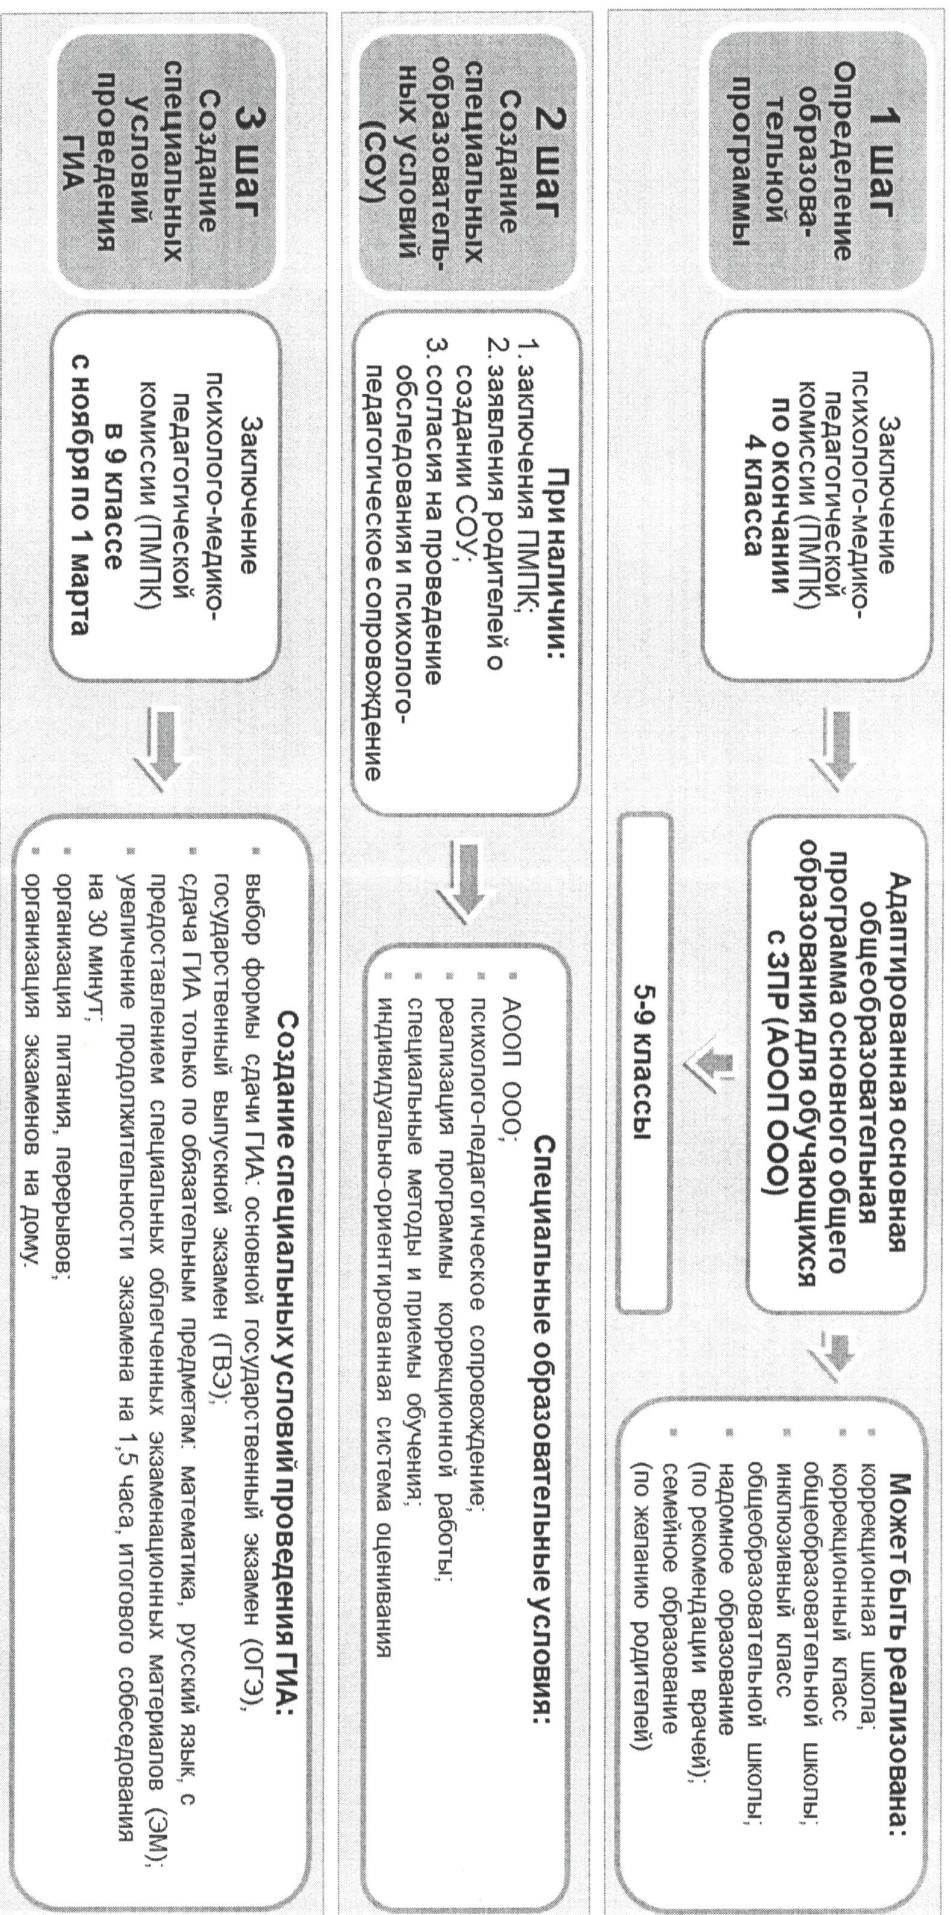 1 шаг
Определение
образова-
тельной
программы
Заключение
психолого-медико-
педагогической
комиссии (ПМПК)
по окончании
4 класса
Адаптированная основная
общеобразовательная
программа основного общего
образования для обучающихся
с ЗПР (АООП ООО)
5-9 классы
Может быть реализована:
▪ коррекционная школа;
▪ коррекционный класс
общеобразовательной школы;
▪ инклюзивный класс
общеобразовательной школы;
▪ надомное образование
(по рекомендации врачей);
▪ семейное образование
(по желанию родителей)
2 шаг
Создание
специальных
образователь-
ных условий
(СОУ)
При наличии:
1. заключения ПМПК;
2. заявления родителей о
создании СОУ;
3. согласия на проведение
обследования и психолого-
педагогическое сопровождение
Специальные образовательные условия:
▪ АООП ООО;
▪ психолого-педагогическое сопровождение;
▪ реализация программы коррекционной работы;
▪ специальные методы и приемы обучения;
▪ индивидуально-ориентированная система оценивания
3 шаг
Создание
специальных
условий
проведения
ГИА
Заключение
психолого-медико-
педагогической
комиссии (ПМПК)
в 9 классе
с ноября по 1 марта
Создание специальных условий проведения ГИА:
▪ выбор формы сдачи ГИА: основной государственный экзамен (ОГЭ),
государственный выпускной экзамен (ГВЭ);
▪ сдача ГИА только по обязательным предметам: математика, русский язык, с
предоставлением специальных облегченных экзаменационных материалов (ЭМ);
▪ увеличение продолжительности экзамена на 1,5 часа, итогового собеседования
на 30 минут;
▪ организация питания, перерывов;
▪ организация экзаменов на дому.